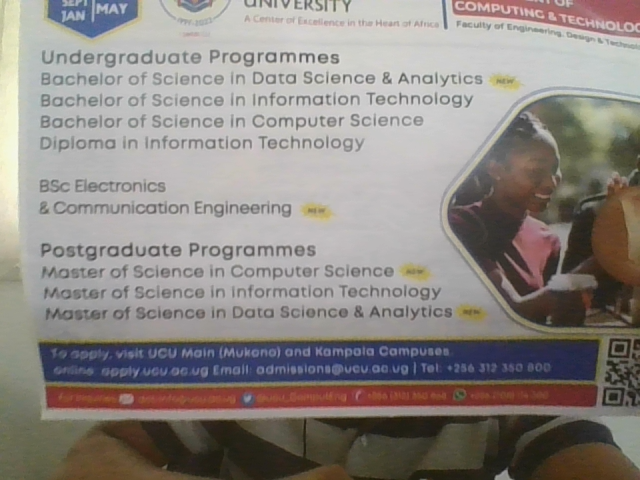 SEPT
JAN MAY
UNIVERSITY
A Center of Excellence in the Heart of Africa
COMPUTING & TECHNOLOG
Faculty of Engineering, Design & Techno
Undergraduate Programmes
Bachelor of Science in Data Science & Analytics NEW
Bachelor of Science in Information Technology
Bachelor of Science in Computer Science
Diploma in Information Technology
BSc Electronics
& Communication Engineering NEW
Postgraduate Programmes
Master of Science in Computer Science NEW
Master of Science in Information Technology
Master of Science in Data Science & Analytics NEW
To apply, visit UCU Main (Mukono) and Kampala Campuses.
online: apply.ucu.ac.ug Email: admissions@ucu.ac.ug | Tel: +256 312 350 800
@ucu_Computing